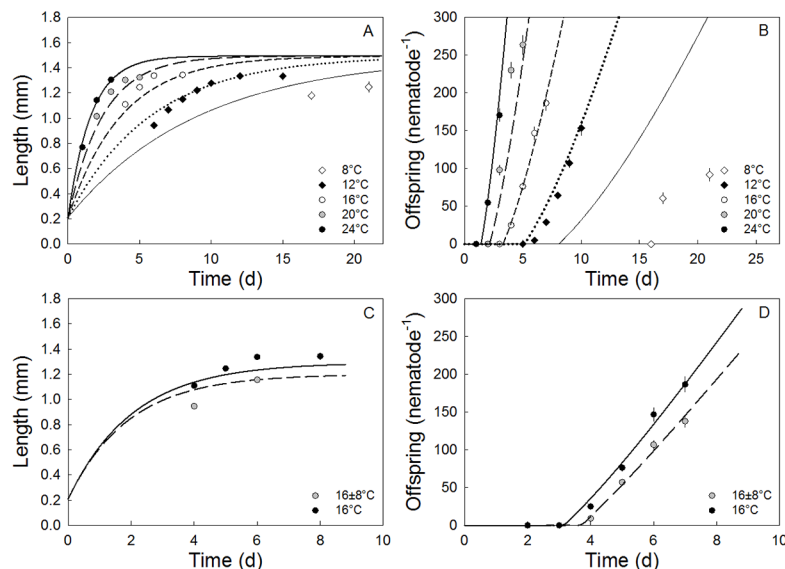 A
Length (mm)
1.8
1.6
1.4
1.2
1.0
0.8
0.6
0.4
0.2
0.0
8°C
12°C
16°C
20°C
24°C
0 5 10 15 20
Time (d)
B
Offspring (nematode-1)
300
250
200
150
100
50
0
8°C
12°C
16°C
20°C
24°C
0 5 10 15 20 25
Time (d)
C
Length (mm)
1.8
1.6
1.4
1.2
1.0
0.8
0.6
0.4
0.2
0.0
16±8°C
16°C
0 2 4 6 8 10
Time (d)
D
Offspring (nematode-1)
300
250
200
150
100
50
0
16±8°C
16°C
0 2 4 6 8 10
Time (d)